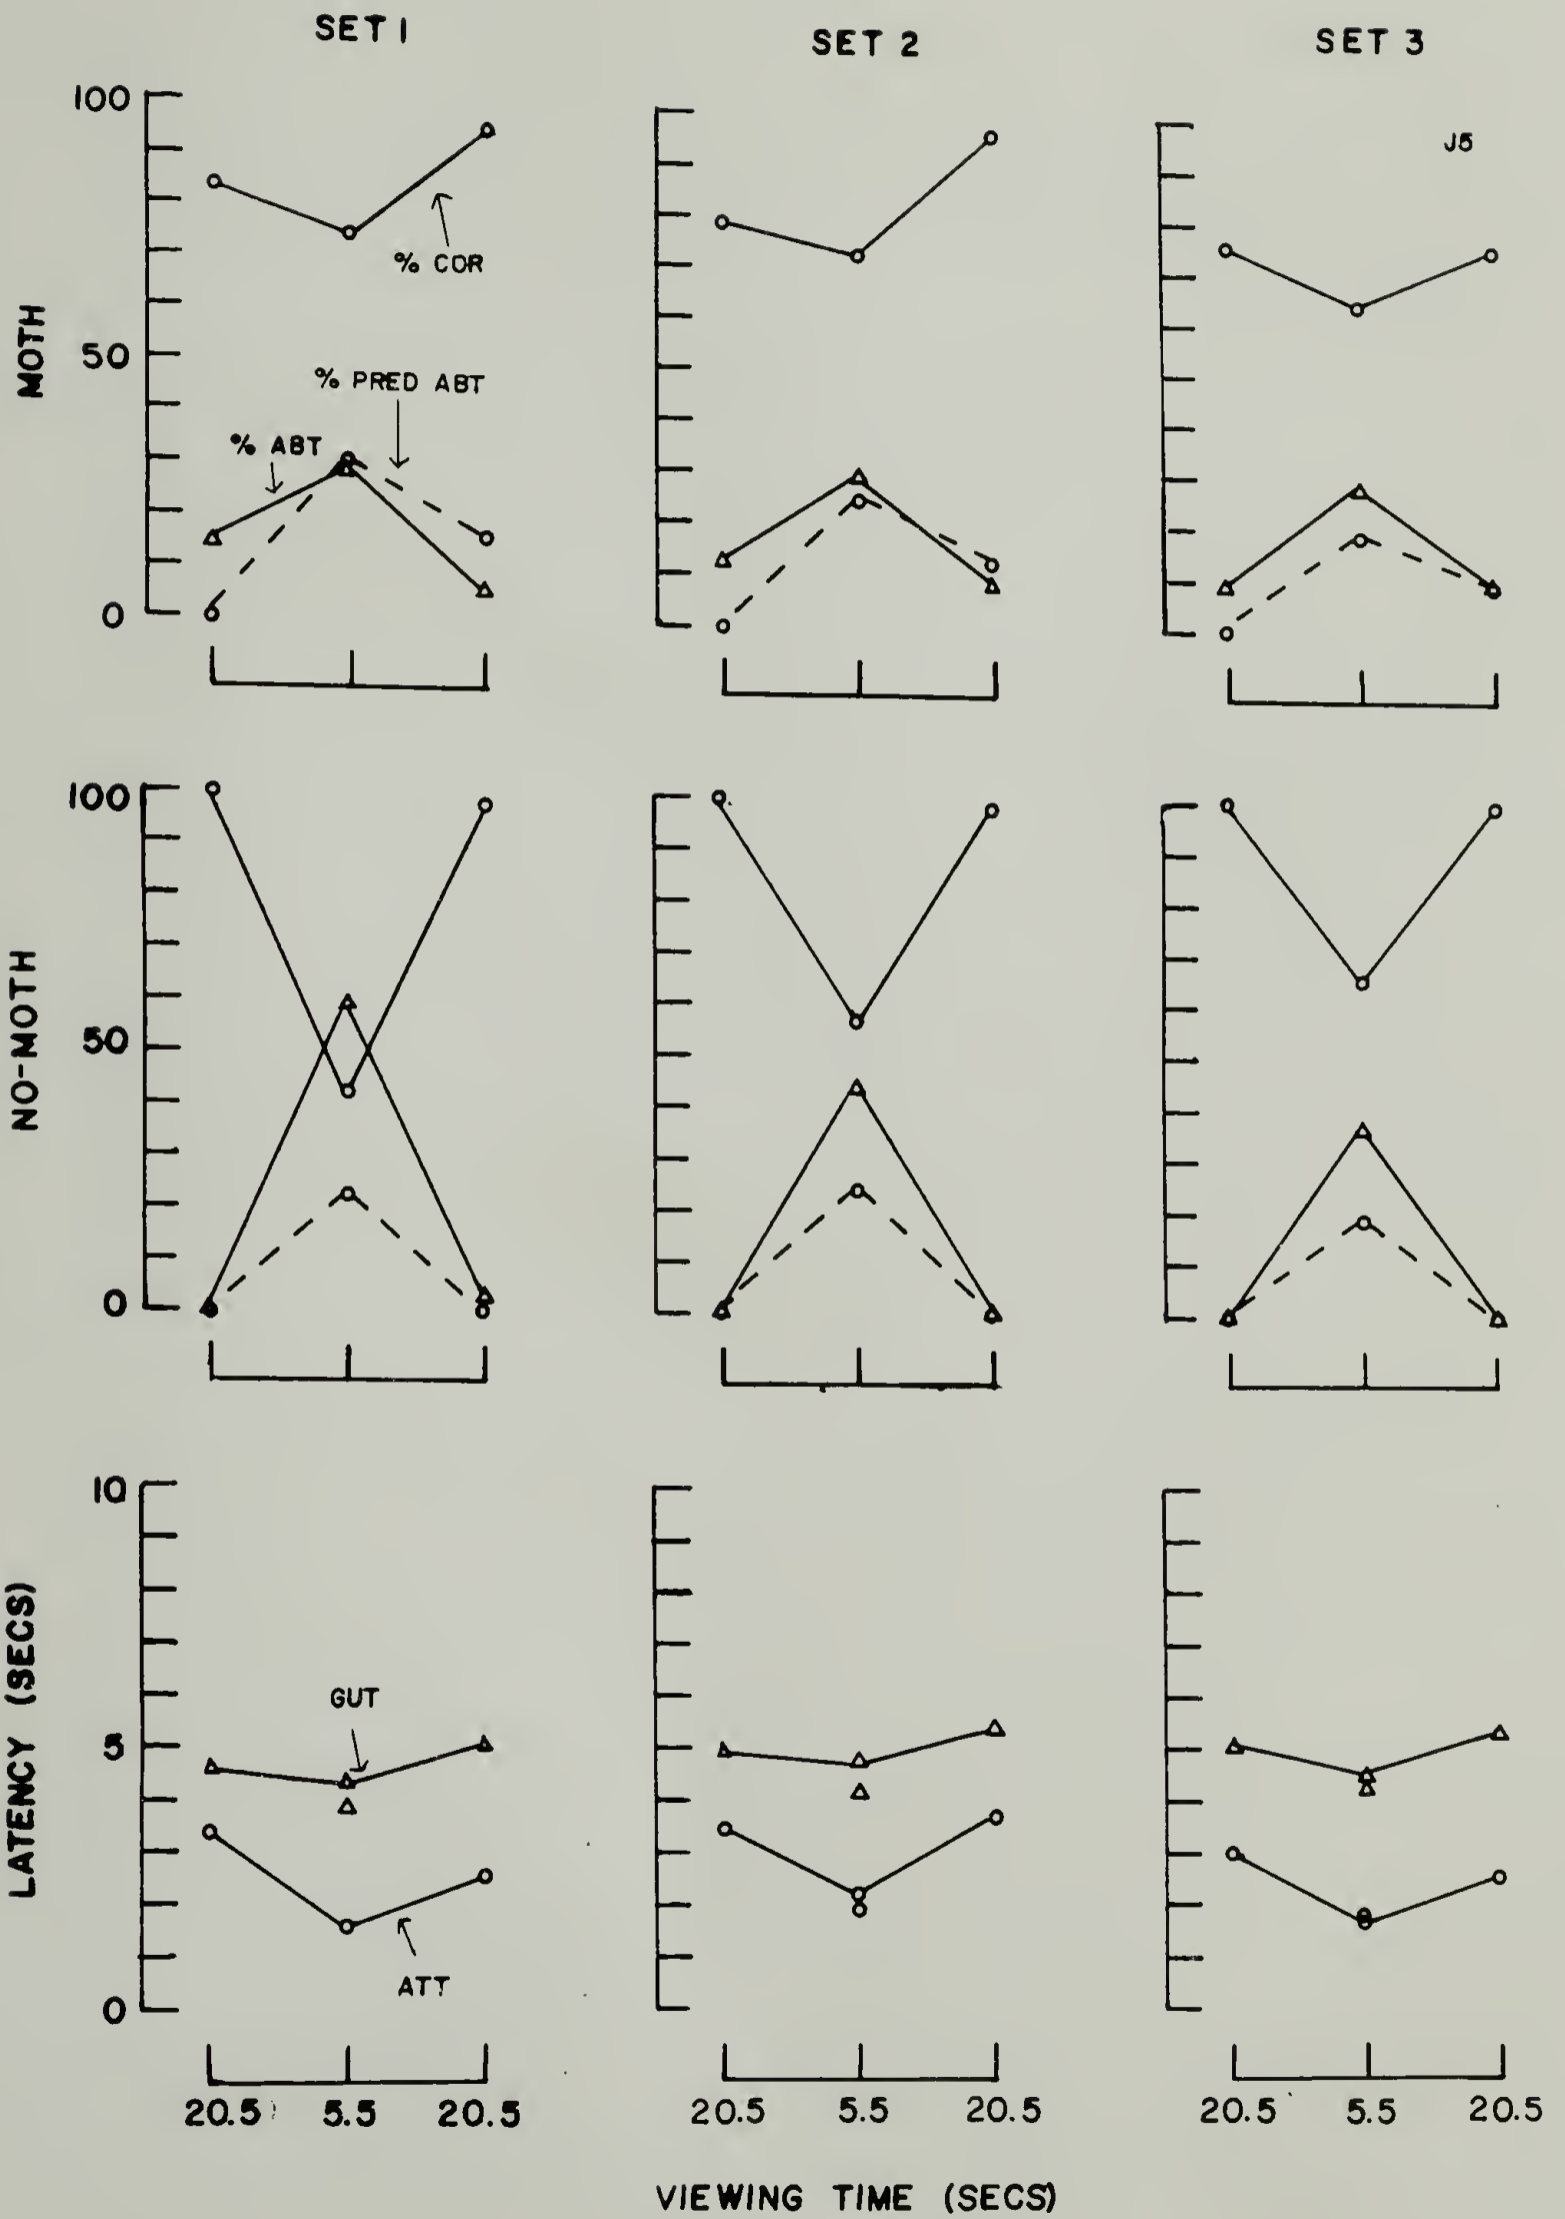 SET 1
SET 2
SET 3
100
J5
% COR
MOTH
50
% PRED ABT
% ABT
0
100
NO-MOTH
50
0
10
LATENCY (SECS)
GUT
5
ATT
0
20.5 5.5 20.5
20.5 5.5 20.5
20.5 5.5 20.5
VIEWING TIME (SECS)